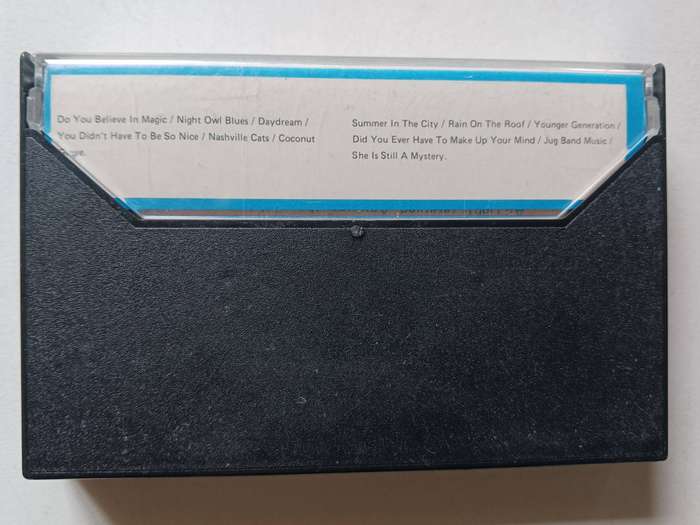 Do You Believe In Magic / Night Owl Blues / Daydream /
You Didn't Have To Be So Nice / Nashville Cats / Coconut
Summer In The City / Rain On The Roof / Younger Generation /
Did You Ever Have To Make Up Your Mind / Jug Band Music /
She Is Still A Mystery.